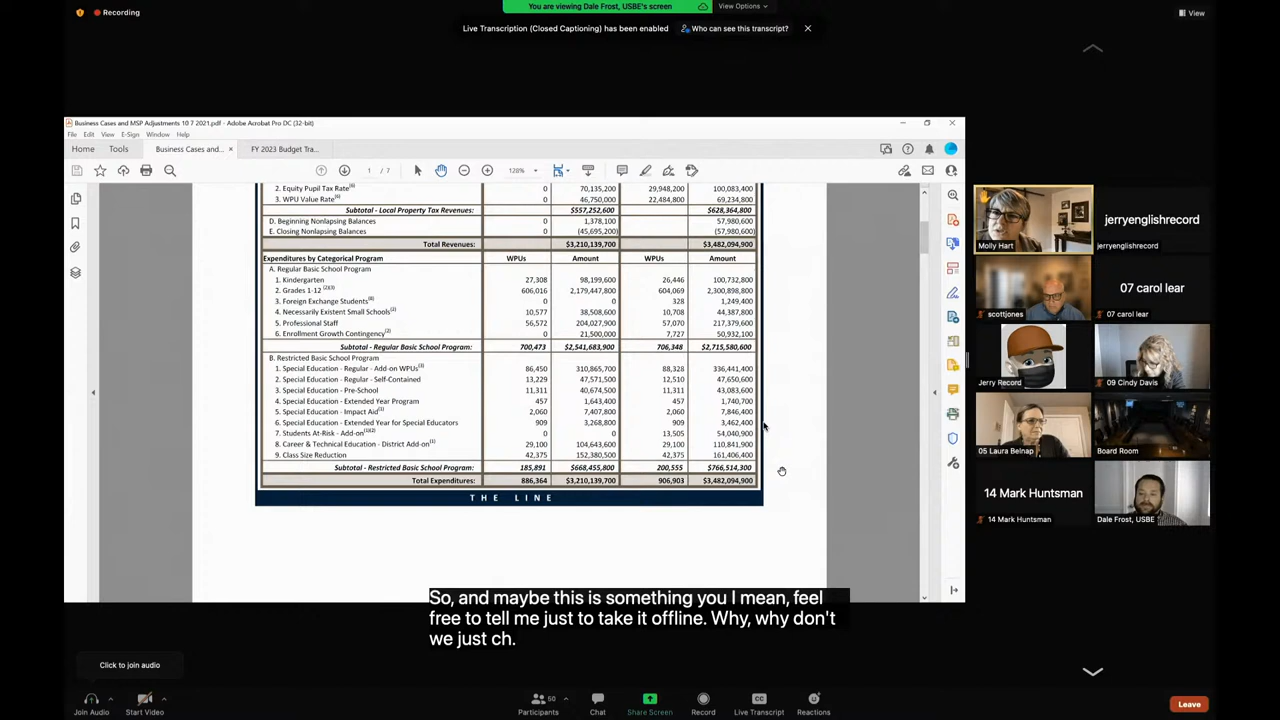 Recording
You are viewing Dale Frost, USBE's screen
View Options
View
Live Transcription (Closed Captioning) has been enabled
Who can see this transcript?
Business Cases and MSP Adjustments 10 7 2021.pdf - Adobe Acrobat Pro DC (32-bit)
File Edit View E-Sign Window Help
Home Tools Business Cases and... × FY 2023 Budget Tra...
1 / 7 128%
2. Equity Pupil Tax Rate(6) 0 70,135,200 29,948,200 100,083,400
3. WPU Value Rate(6) 0 46,750,000 22,484,800 69,234,800
Subtotal - Local Property Tax Revenues: $557,252,600 $628,364,800
D. Beginning Nonlapsing Balances 0 1,378,100 (57,980,600)
E. Closing Nonlapsing Balances 0 (45,695,200) (57,980,600)
Total Revenues: $3,210,139,700 $3,482,094,900
Expenditures by Categorical Program WPUs Amount WPUs Amount
A. Regular Basic School Program
1. Kindergarten 27,308 98,199,600 26,446 100,732,800
2. Grades 1-12 (2)(3) 606,016 2,179,447,800 604,069 2,300,898,800
3. Foreign Exchange Students(8) 0 0 328 1,249,400
4. Necessarily Existent Small Schools(2) 10,577 38,508,600 10,708 44,387,800
5. Professional Staff 56,572 204,027,900 57,070 217,379,600
6. Enrollment Growth Contingency(2) 0 21,500,000 7,727 50,932,100
Subtotal - Regular Basic School Program: 700,473 $2,541,683,900 706,348 $2,715,580,600
B. Restricted Basic School Program
1. Special Education - Regular - Add-on WPUs(3) 86,450 310,865,700 88,328 336,441,400
2. Special Education - Regular - Self-Contained 13,229 47,571,500 12,510 47,650,600
3. Special Education - Pre-School 11,311 40,674,500 11,311 43,083,600
4. Special Education - Extended Year Program 457 1,643,400 457 1,740,700
5. Special Education - Impact Aid(1) 2,060 7,407,800 2,060 7,846,400
6. Special Education - Extended Year for Special Educators 909 3,268,800 909 3,462,400
7. Students At-Risk - Add-on(1)(2) 0 0 13,505 54,040,900
8. Career & Technical Education - District Add-on(1) 29,100 104,643,600 29,100 110,841,900
9. Class Size Reduction 42,375 152,380,500 42,375 161,406,400
Subtotal - Restricted Basic School Program: 185,891 $668,455,800 200,555 $766,514,300
Total Expenditures: 886,364 $3,210,139,700 906,903 $3,482,094,900
THE LINE
Molly Hart
jerryenglishrecord
jerryenglishrecord
scottjones
07 carol lear
07 carol lear
Jerry Record
09 Cindy Davis
05 Laura Belnap
Board Room
14 Mark Huntsman
14 Mark Huntsman
Dale Frost, USBE
So, and maybe this is something you I mean, feel
free to tell me just to take it offline. Why, why don't
we just ch.
Click to join audio
Join Audio
Start Video
60
Participants
Chat
Share Screen
Record
Live Transcript
Reactions
Leave